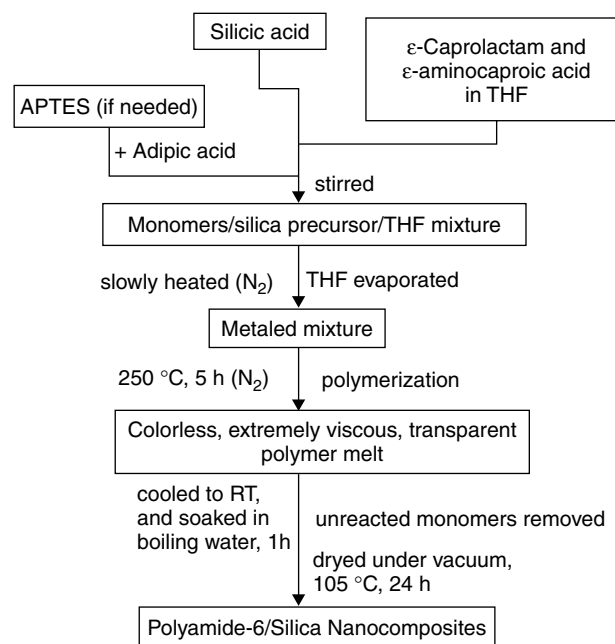 Silicic acid
ε-Caprolactam and
ε-aminocaproic acid
in THF
APTES (if needed)
+ Adipic acid
stirred
Monomers/silica precursor/THF mixture
slowly heated (N₂)
THF evaporated
Metaled mixture
250 °C, 5 h (N₂)
polymerization
Colorless, extremely viscous, transparent
polymer melt
cooled to RT,
and soaked in
boiling water, 1h
unreacted monomers removed
dryed under vacuum,
105 °C, 24 h
Polyamide-6/Silica Nanocomposites